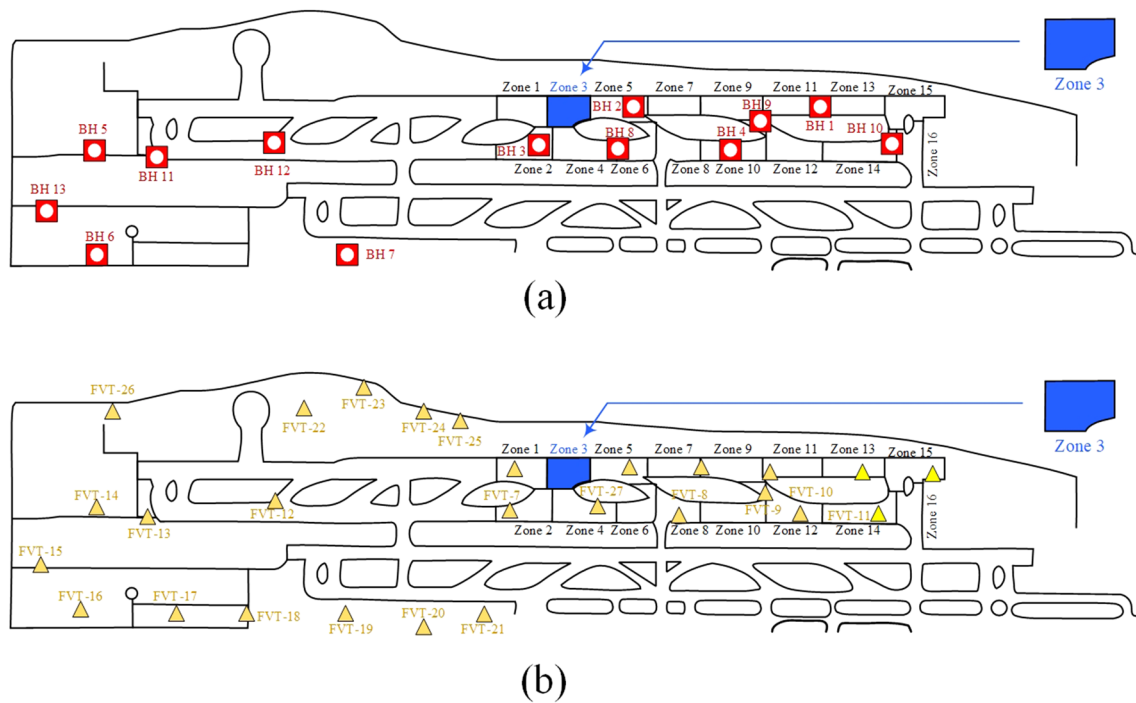 Zone 3
Zone 1
Zone 3
Zone 5
Zone 7
Zone 9
Zone 11
Zone 13
Zone 15
BH 2
BH 9
BH 1
BH 10
BH 5
BH 11
BH 12
BH 3
BH 8
BH 4
Zone 16
Zone 2
Zone 4
Zone 6
Zone 8
Zone 10
Zone 12
Zone 14
BH 13
BH 6
BH 7
(a)
FVT-26
FVT-23
FVT-22
FVT-24
FVT-25
Zone 3
Zone 1
Zone 3
Zone 5
Zone 7
Zone 9
Zone 11
Zone 13
Zone 15
FVT-14
FVT-13
FVT-12
FVT-7
FVT-27
FVT-8
FVT-9
FVT-10
FVT-11
Zone 16
Zone 2
Zone 4
Zone 6
Zone 8
Zone 10
Zone 12
Zone 14
FVT-15
FVT-16
FVT-17
FVT-18
FVT-19
FVT-20
FVT-21
(b)